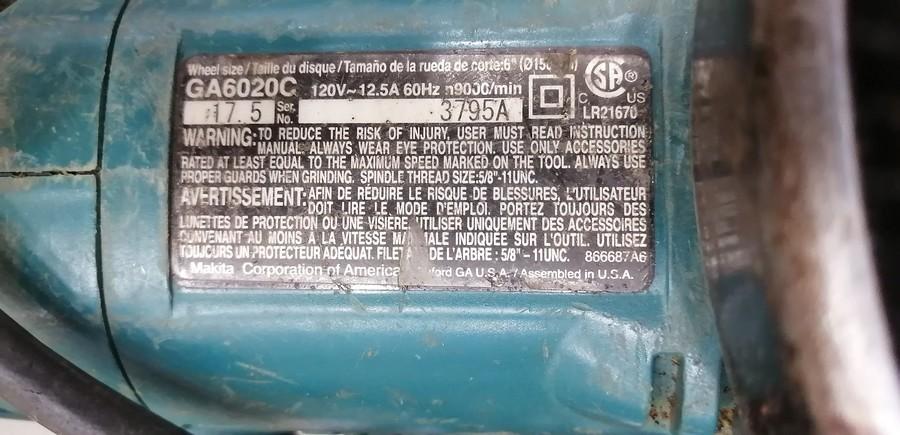 Wheel size / Taille du disque / Tamaño de la rueda de corte: 6"
GA6020C 120V~ 12.5A 60Hz n9000/min
17. 5 Ser. No. 3795A
C US
LR21670
WARNING: TO REDUCE THE RISK OF INJURY, USER MUST READ INSTRUCTION
MANUAL. ALWAYS WEAR EYE PROTECTION. USE ONLY ACCESSORIES
RATED AT LEAST EQUAL TO THE MAXIMUM SPEED MARKED ON THE TOOL. ALWAYS USE
PROPER GUARDS WHEN GRINDING. SPINDLE THREAD SIZE:5/8"-11UNC.
AVERTISSEMENT: AFIN DE RÉDUIRE LE RISQUE DE BLESSURES, L'UTILISATEUR
DOIT LIRE LE MODE D'EMPLOI. PORTEZ TOUJOURS DES
LUNETTES DE PROTECTION OU UNE VISIÈRE. UTILISER UNIQUEMENT DES ACCESSOIRES
CONVENANT AU MOINS À LA VITESSE INDIQUÉE SUR L'OUTIL. UTILISEZ
TOUJOURS UN PROTECTEUR ADEQUAT. DE L'ARBRE : 5/8" - 11UNC. 866687A6
Makita Corporation of America GA U.S.A. / Assembled in U.S.A.